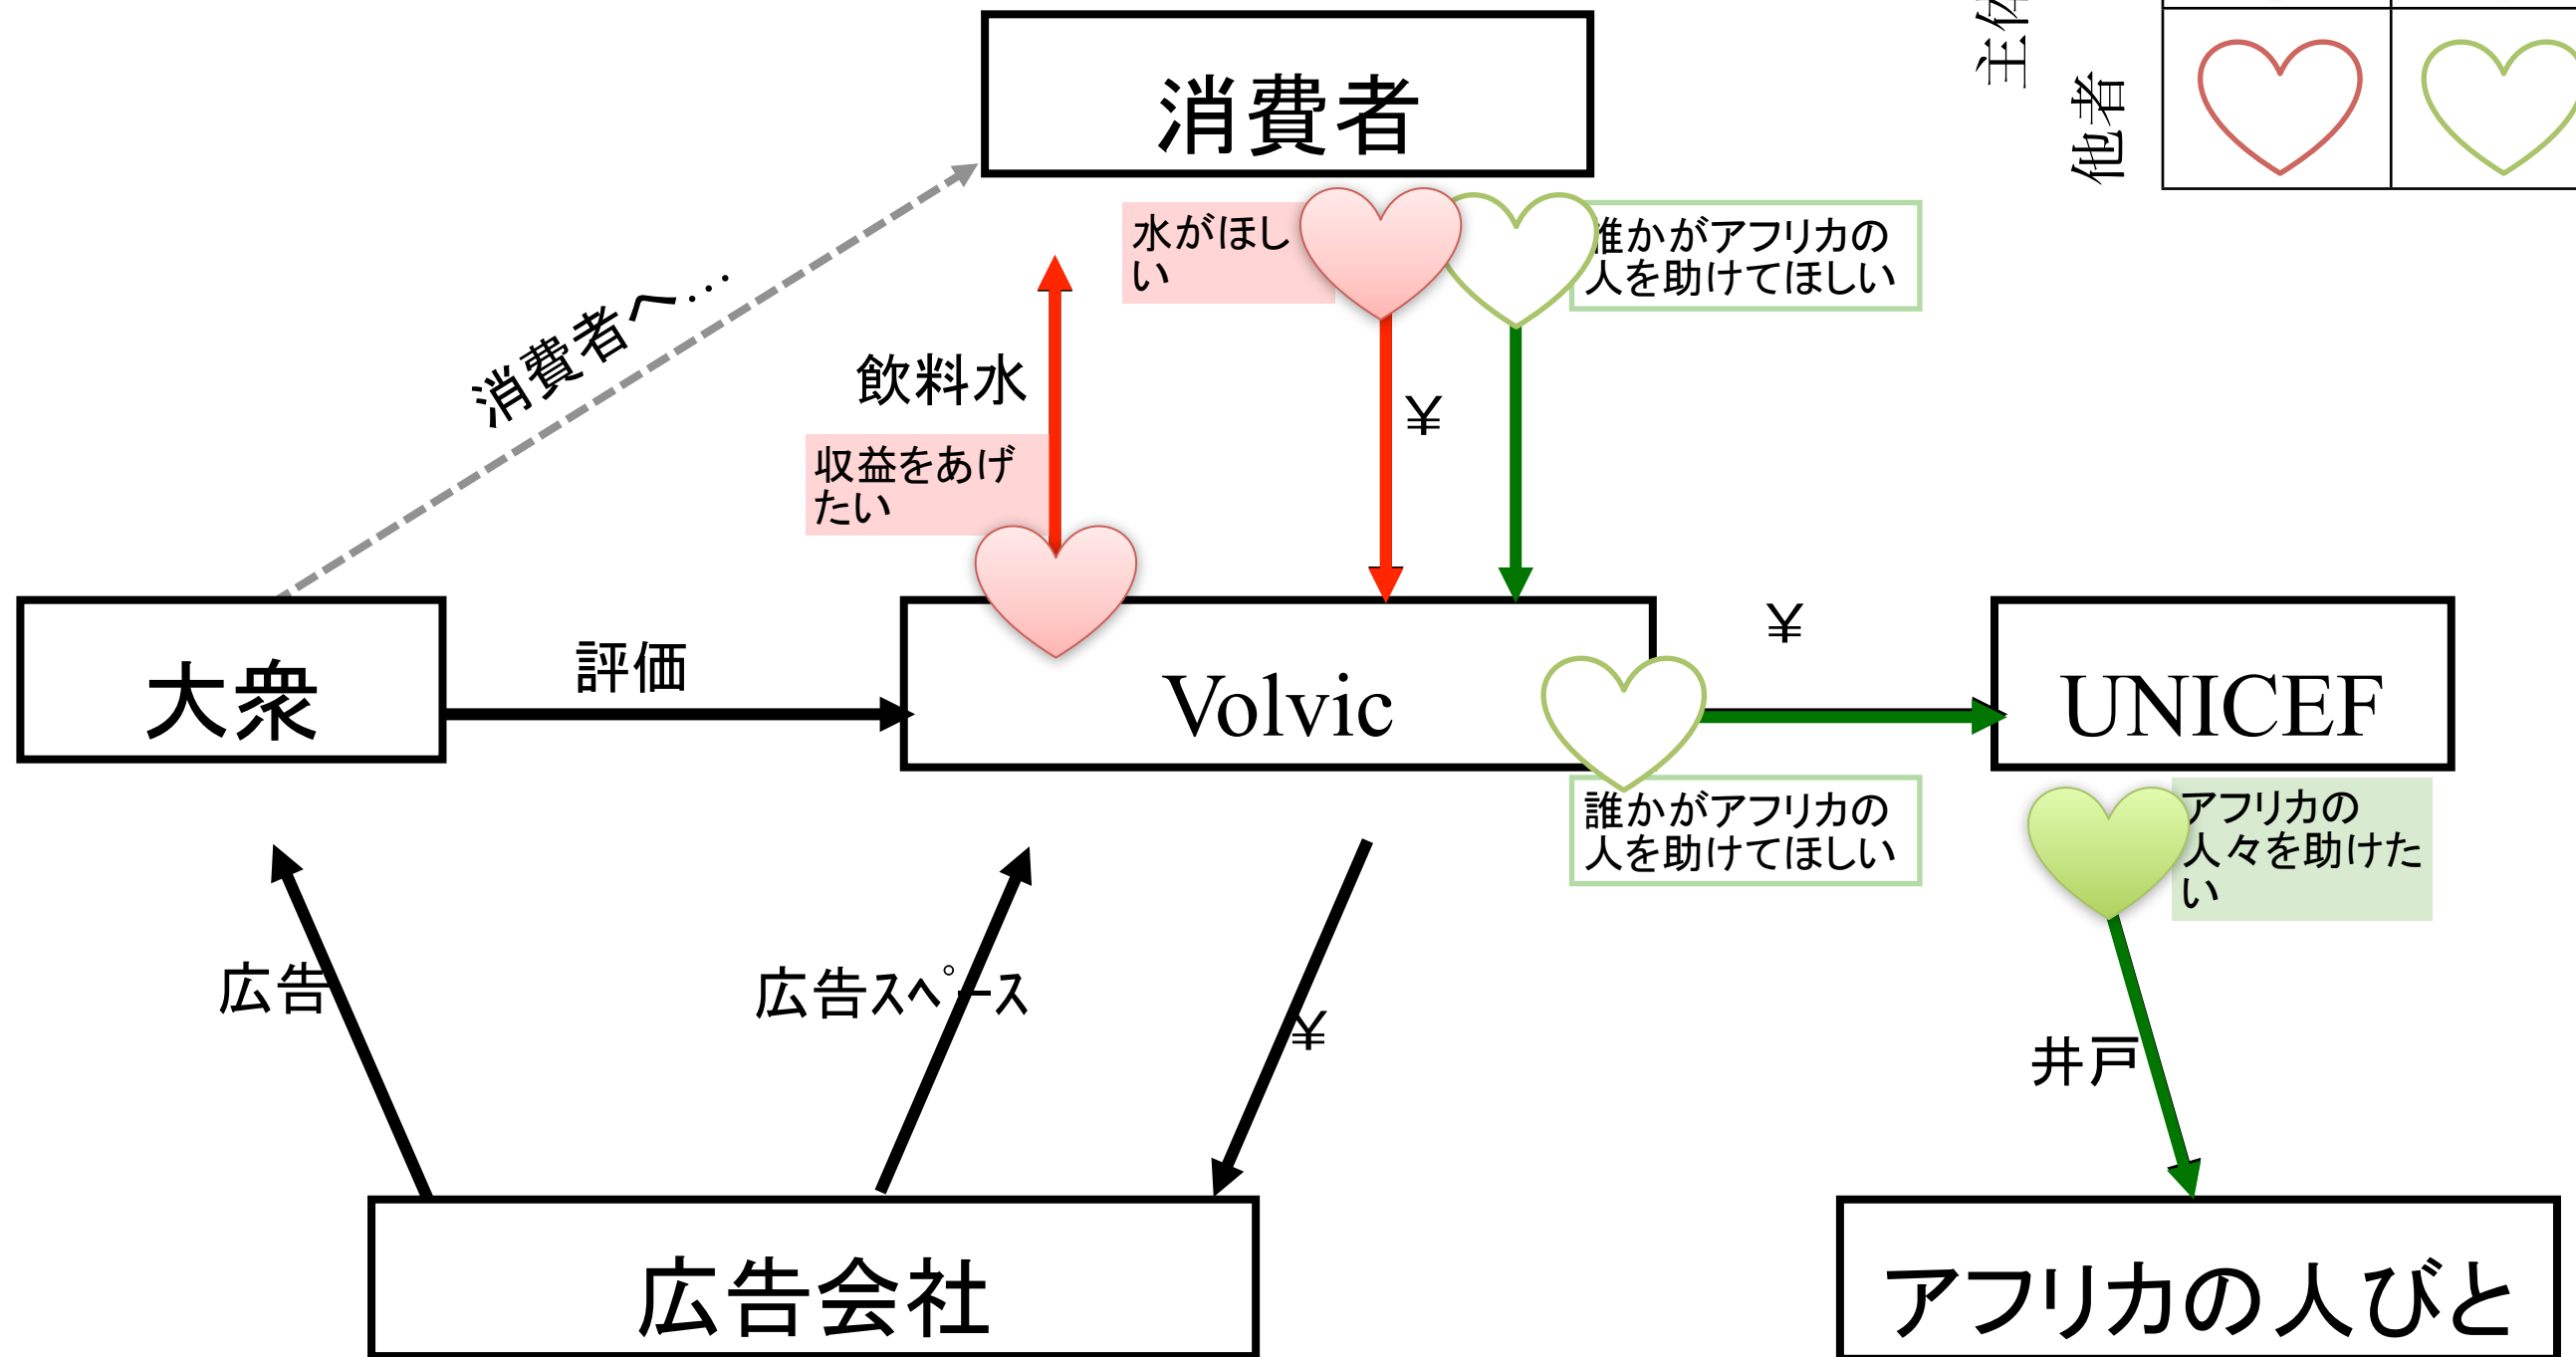 主体
他者
消費者
水がほし
い
誰かがアフリカの
人を助けてほしい
消費者へ…
飲料水
￥
収益をあげ
たい
大衆
評価
Volvic
￥
UNICEF
誰かがアフリカの
人を助けてほしい
アフリカの
人々を助けた
い
広告
広告ｽﾍﾟｰｽ
￥
井戸
広告会社
アフリカの人びと